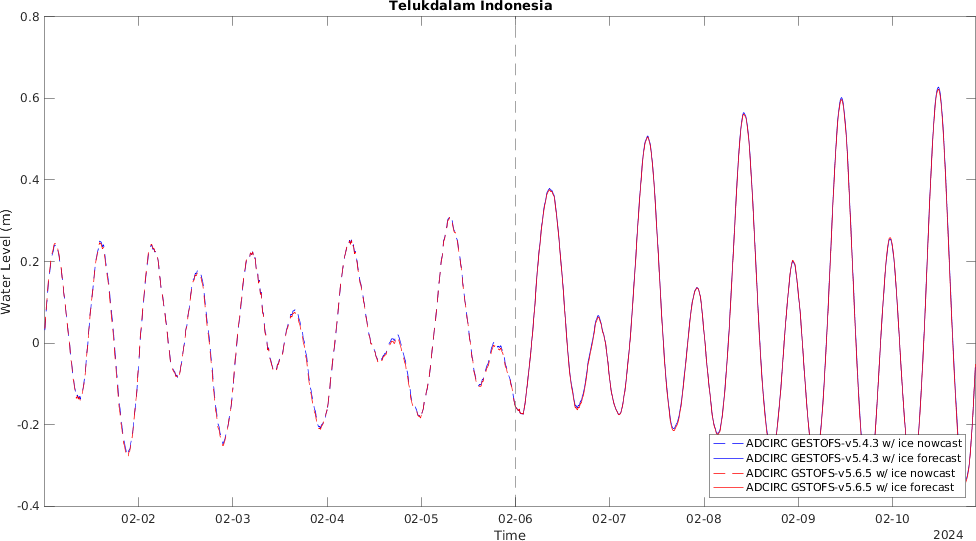 Telukdalam Indonesia
0.8
0.6
0.4
0.2
0
-0.2
-0.4
Water Level (m)
ADCIRC GESTOFS-v5.4.3 w/ ice nowcast
ADCIRC GESTOFS-v5.4.3 w/ ice forecast
ADCIRC GSTOFS-v5.6.5 w/ ice nowcast
ADCIRC GSTOFS-v5.6.5 w/ ice forecast
02-02 02-03 02-04 02-05 02-06 02-07 02-08 02-09 02-10
Time
2024